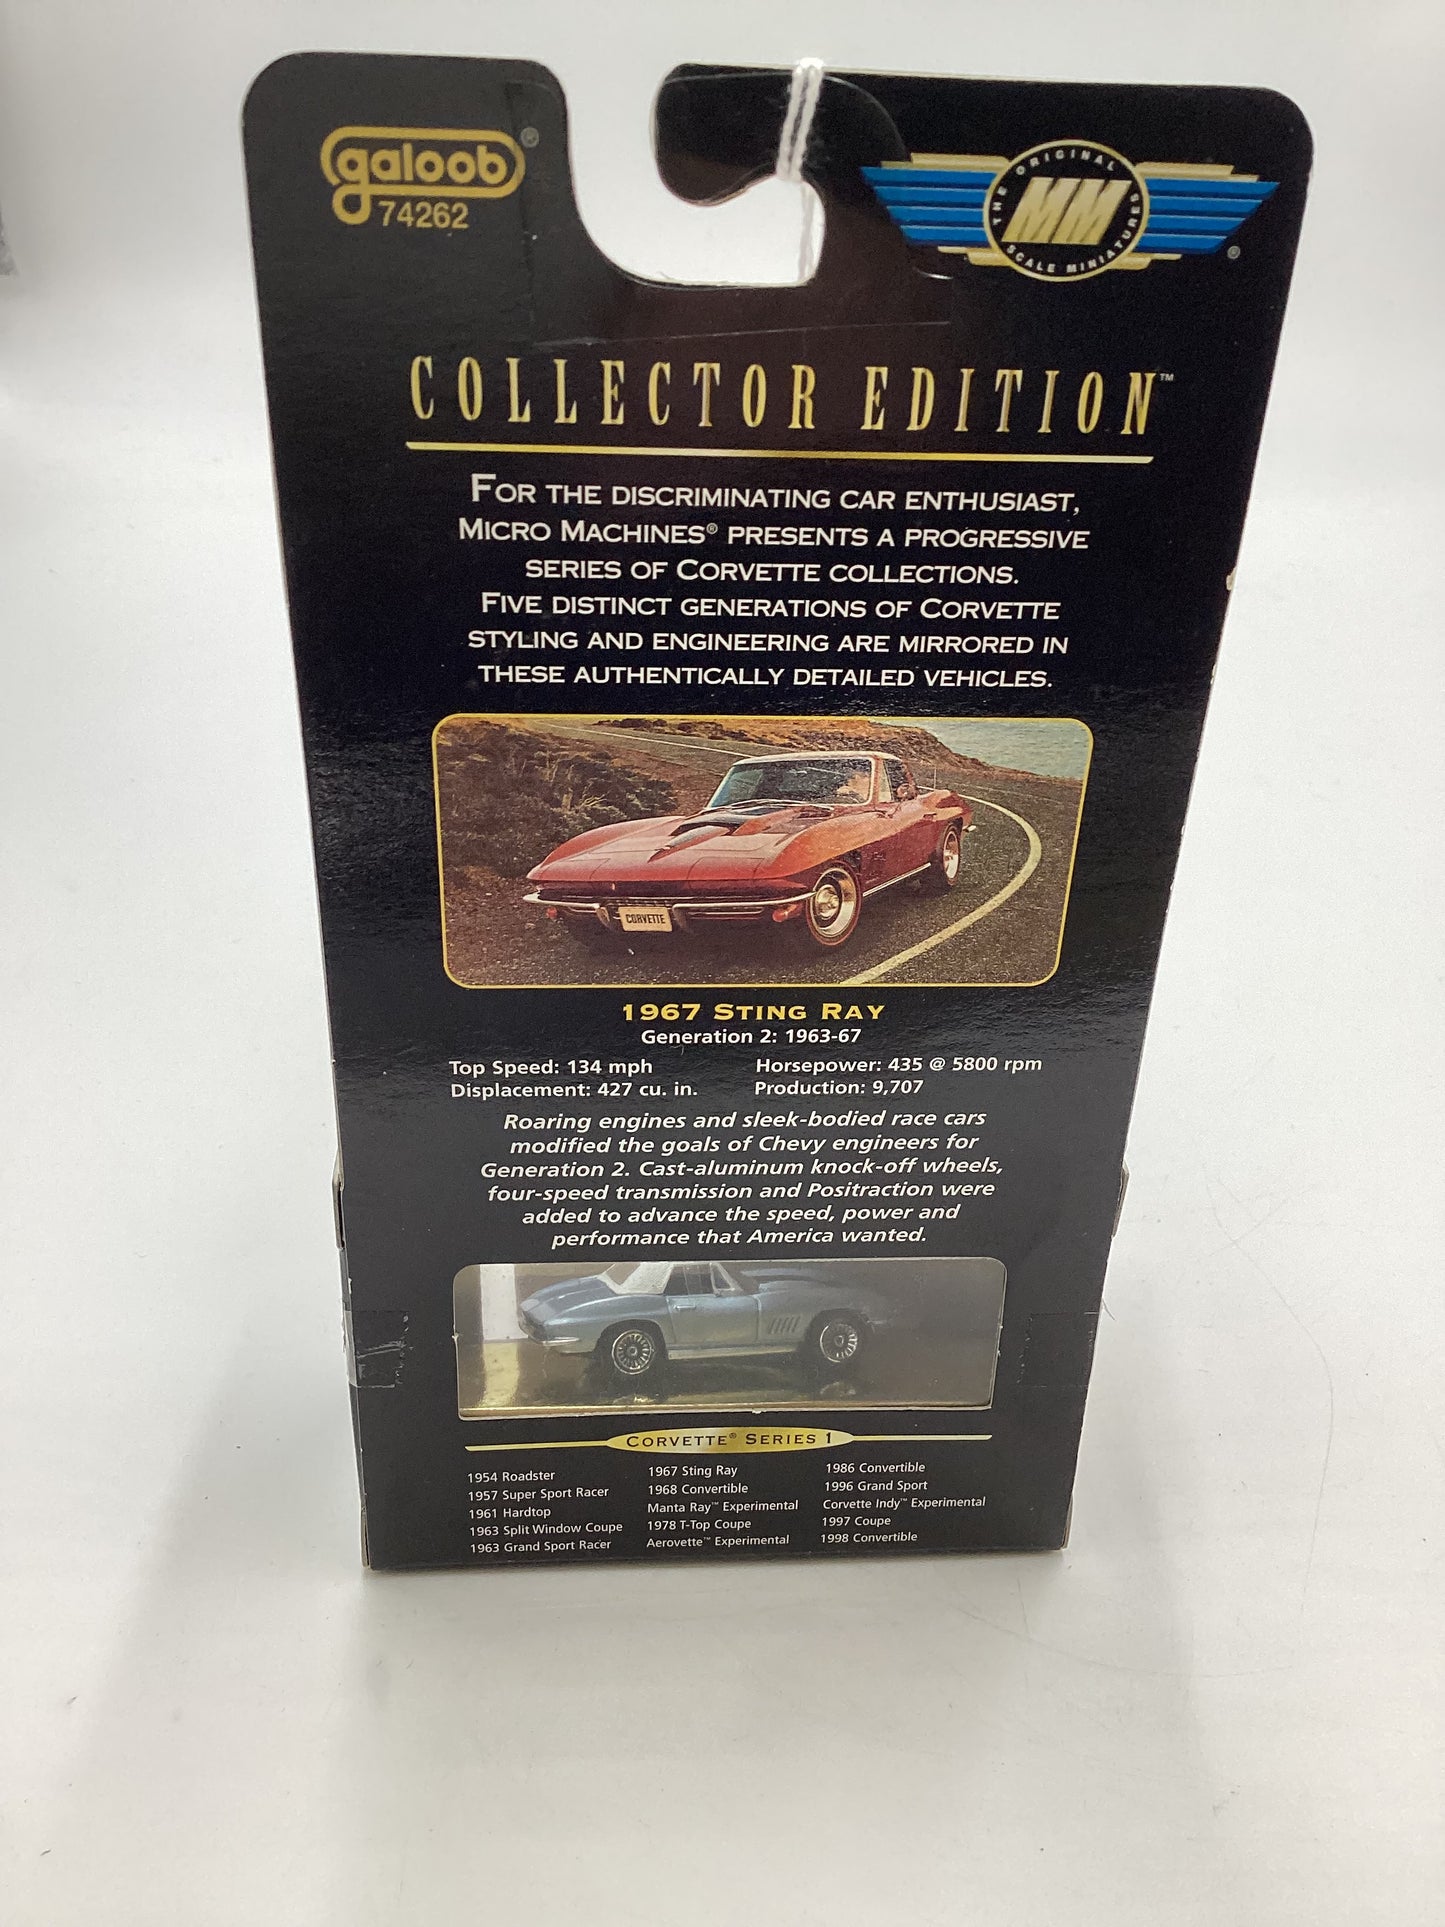 galoob®
74262
THE ORIGINAL
MM
SCALE MINIATURES
®
COLLECTOR EDITION™
FOR THE DISCRIMINATING CAR ENTHUSIAST,
MICRO MACHINES® PRESENTS A PROGRESSIVE
SERIES OF CORVETTE COLLECTIONS.
FIVE DISTINCT GENERATIONS OF CORVETTE
STYLING AND ENGINEERING ARE MIRRORED IN
THESE AUTHENTICALLY DETAILED VEHICLES.
CORVETTE
1967 STING RAY
Generation 2: 1963-67
Top Speed: 134 mph Horsepower: 435 @ 5800 rpm
Displacement: 427 cu. in. Production: 9,707
Roaring engines and sleek-bodied race cars
modified the goals of Chevy engineers for
Generation 2. Cast-aluminum knock-off wheels,
four-speed transmission and Positraction were
added to advance the speed, power and
performance that America wanted.
CORVETTE® SERIES 1
1954 Roadster
1957 Super Sport Racer
1961 Hardtop
1963 Split Window Coupe
1963 Grand Sport Racer
1967 Sting Ray
1968 Convertible
Manta Ray™ Experimental
1978 T-Top Coupe
Aerovette™ Experimental
1986 Convertible
1996 Grand Sport
Corvette Indy™ Experimental
1997 Coupe
1998 Convertible